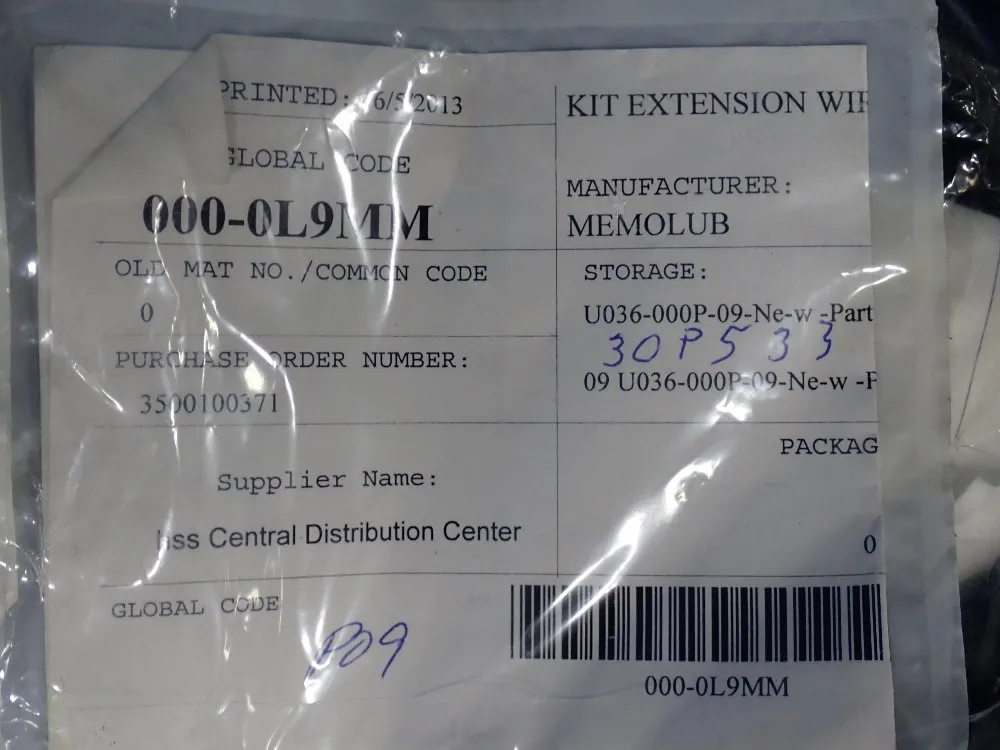 PRINTED: 6/5/2013
KIT EXTENSION WIR
GLOBAL CODE
000-0L9MM
MANUFACTURER:
MEMOLUB
OLD MAT NO./COMMON CODE
0
STORAGE:
U036-000P-09-Ne-w -Part
30P533
09 U036-000P-09-Ne-w -P
PURCHASE ORDER NUMBER:
3500100371
PACKAG
0
Supplier Name:
Central Distribution Center
GLOBAL CODE
P09
000-0L9MM